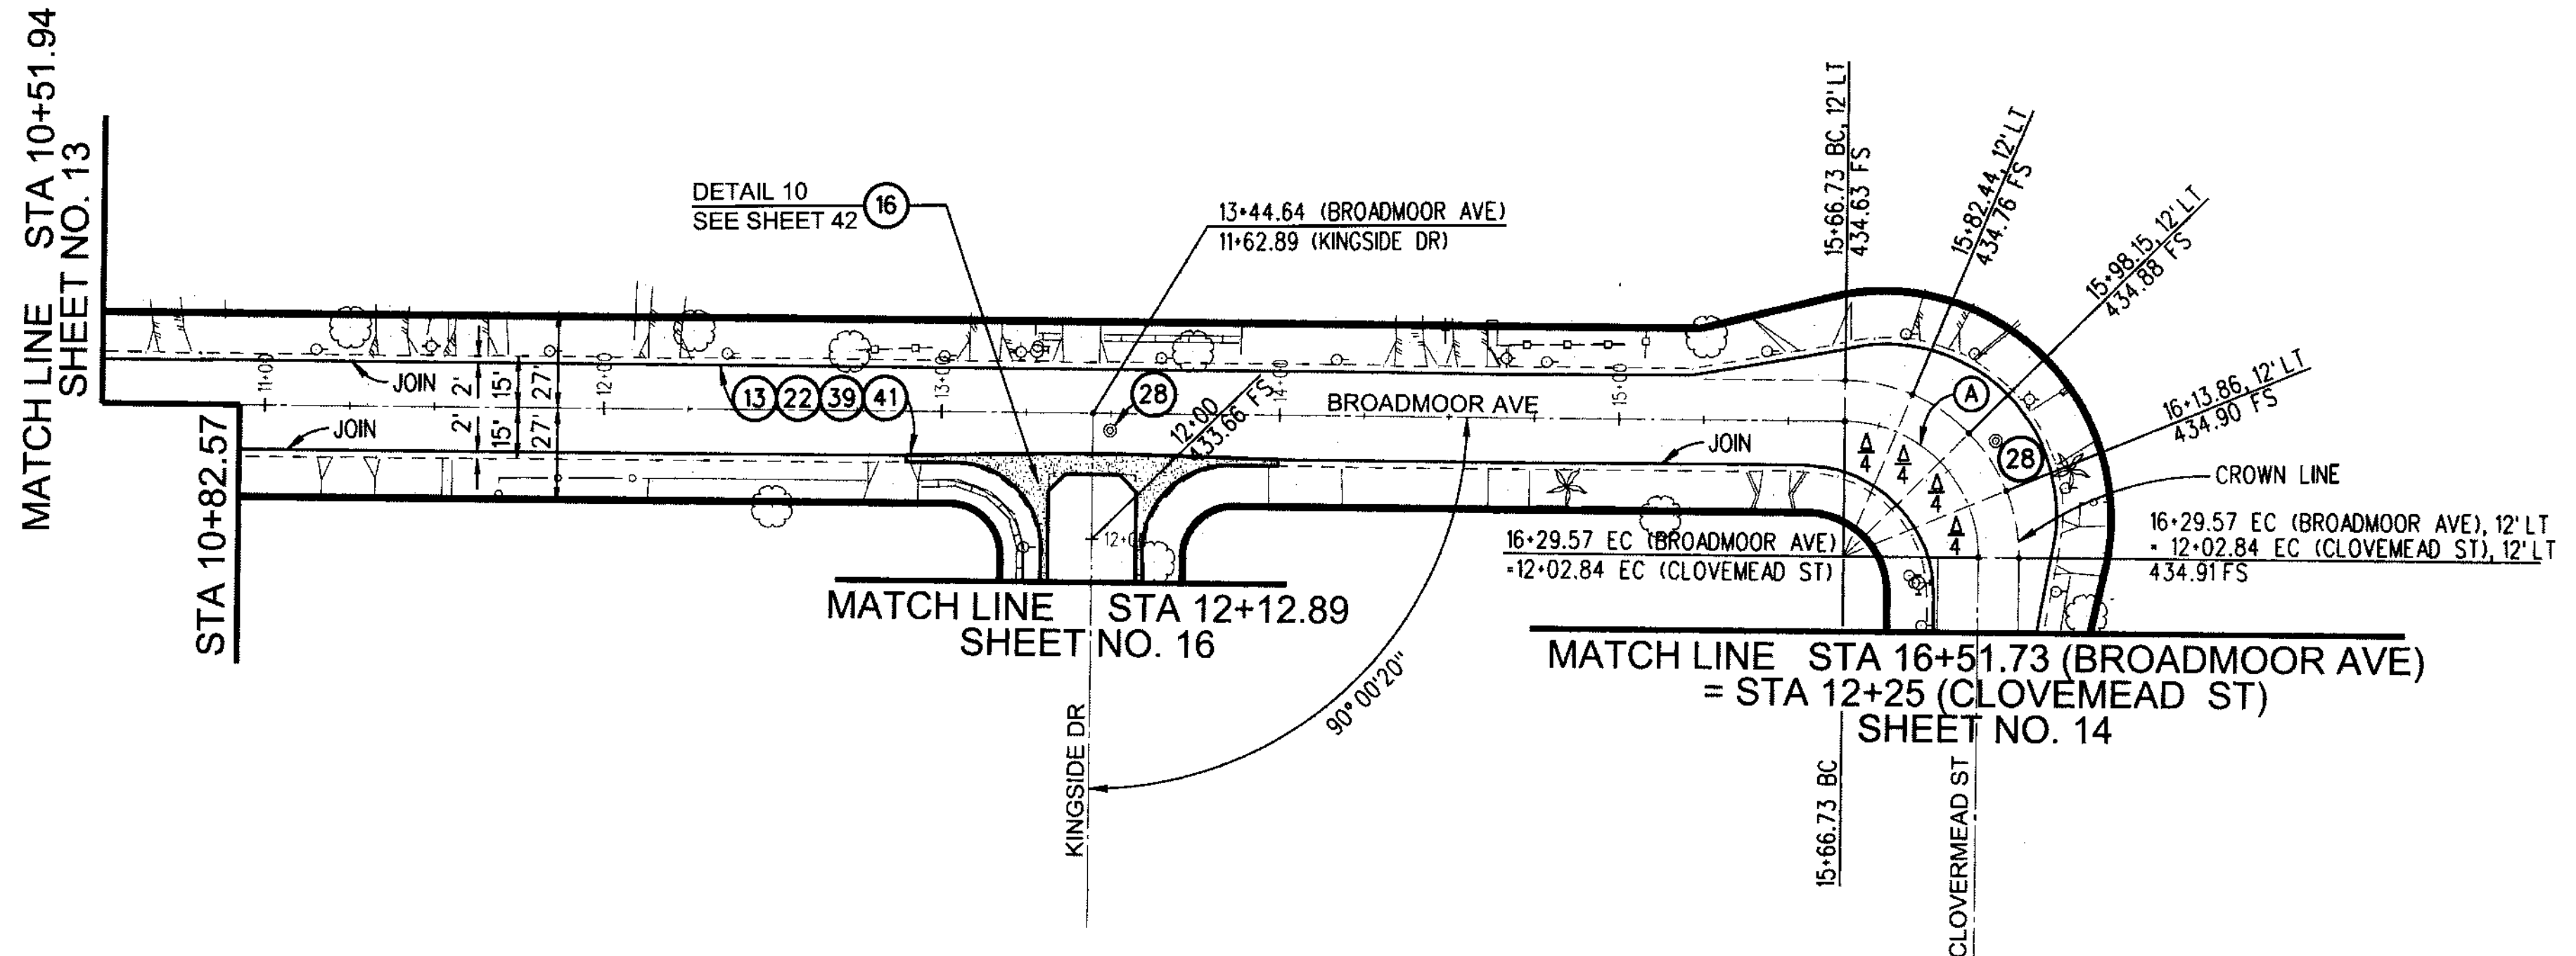 MATCH LINE STA 10+51.94
SHEET NO. 13
STA 10+82.57
DETAIL 10
SEE SHEET 42
16
13+44.64 (BROADMOOR AVE)
11+62.89 (KINGSIDE DR)
11+00
12+00
13+00
14+00
15+00
JOIN
JOIN
JOIN
2' 2'
15' 15'
27' 27'
13 22 39 41
28
12+00
433.66 FS
BROADMOOR AVE
12+0
15+66.73 BC, 12' LT
434.63 FS
15+82.44, 12' LT
434.76 FS
15+98.15, 12' LT
434.88 FS
16+13.86, 12' LT
434.90 FS
A
28
Δ
4
Δ
4
Δ
4
Δ
4
CROWN LINE
16+29.57 EC (BROADMOOR AVE)
=12+02.84 EC (CLOVEMEAD ST)
16+29.57 EC (BROADMOOR AVE), 12' LT
= 12+02.84 EC (CLOVEMEAD ST), 12' LT
434.91 FS
MATCH LINE STA 12+12.89
SHEET NO. 16
MATCH LINE STA 16+51.73 (BROADMOOR AVE)
= STA 12+25 (CLOVEMEAD ST)
SHEET NO. 14
90°00'20"
KINGSIDE DR
15+66.73 BC
CLOVERMEAD ST